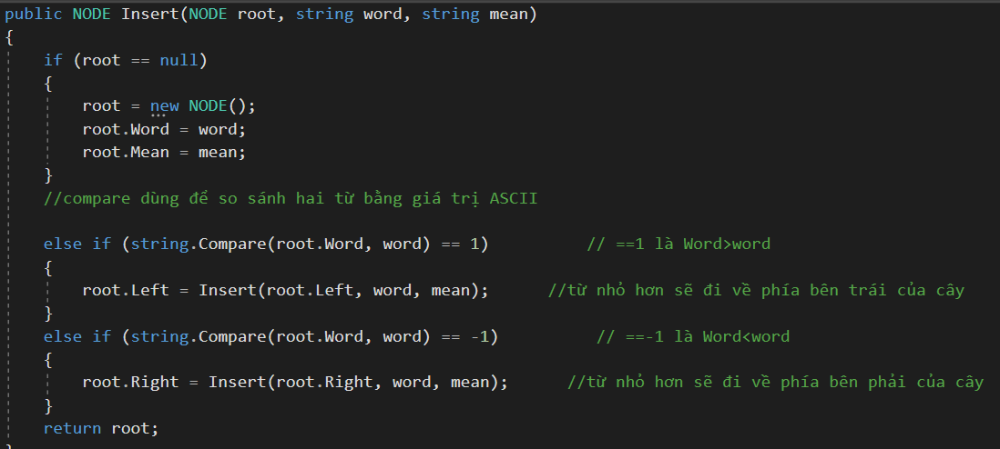 public NODE Insert(NODE root, string word, string mean)
{
    if (root == null)
    {
        root = new NODE();
        root.Word = word;
        root.Mean = mean;
    }
    //compare dùng để so sánh hai từ bằng giá trị ASCII
    else if (string.Compare(root.Word, word) == 1)          // ==1 là Word>word
    {
        root.Left = Insert(root.Left, word, mean);      //từ nhỏ hơn sẽ đi về phía bên trái của cây
    }
    else if (string.Compare(root.Word, word) == -1)          // ==-1 là Word<word
    {
        root.Right = Insert(root.Right, word, mean);      //từ nhỏ hơn sẽ đi về phía bên phải của cây
    }
    return root;
}